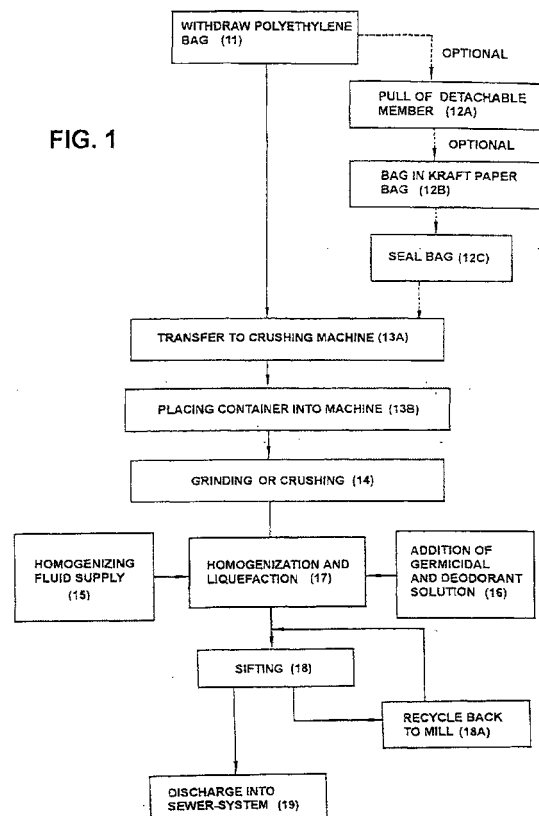 WITHDRAW POLYETHYLENE
BAG (11)
OPTIONAL
PULL OF DETACHABLE
MEMBER (12A)
FIG. 1
OPTIONAL
BAG IN KRAFT PAPER
BAG (12B)
SEAL BAG (12C)
TRANSFER TO CRUSHING MACHINE (13A)
PLACING CONTAINER INTO MACHINE (13B)
GRINDING OR CRUSHING (14)
HOMOGENIZING
FLUID SUPPLY
(15)
HOMOGENIZATION AND
LIQUEFACTION (17)
ADDITION OF
GERMICIDAL
AND DEODORANT
SOLUTION (16)
SIFTING (18)
RECYCLE BACK
TO MILL (18A)
DISCHARGE INTO
SEWER-SYSTEM (19)